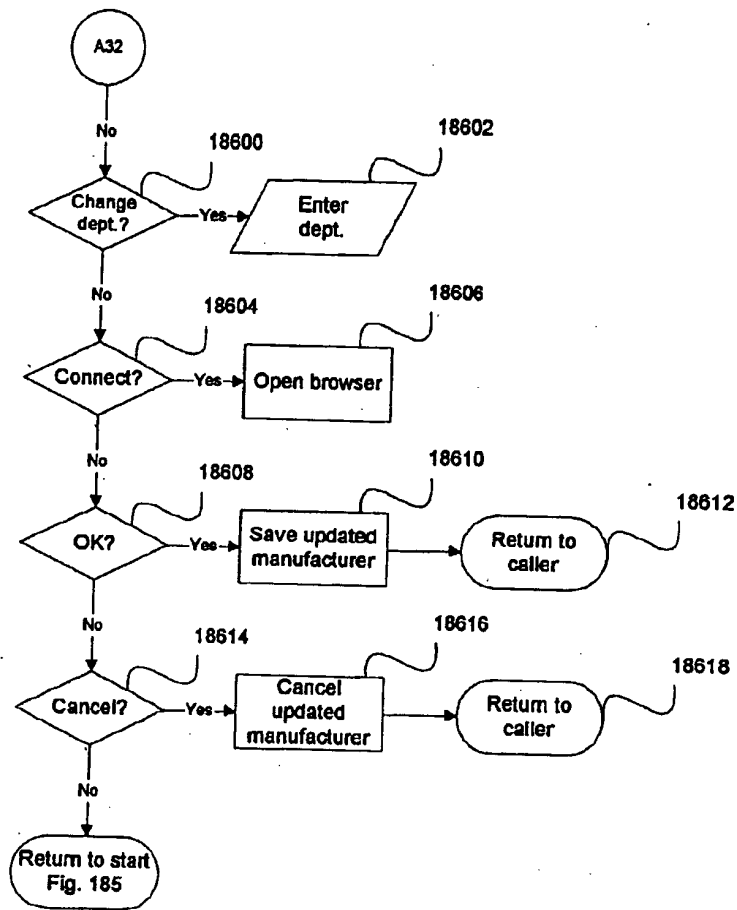 A32
No
18600
18602
Change
dept.?
Yes
Enter
dept.
No
18604
18606
Connect?
Yes
Open browser
No
18608
18610
18612
OK?
Yes
Save updated
manufacturer
Return to
caller
No
18614
18616
18618
Cancel?
Yes
Cancel
updated
manufacturer
Return to
caller
No
Return to start
Fig. 185